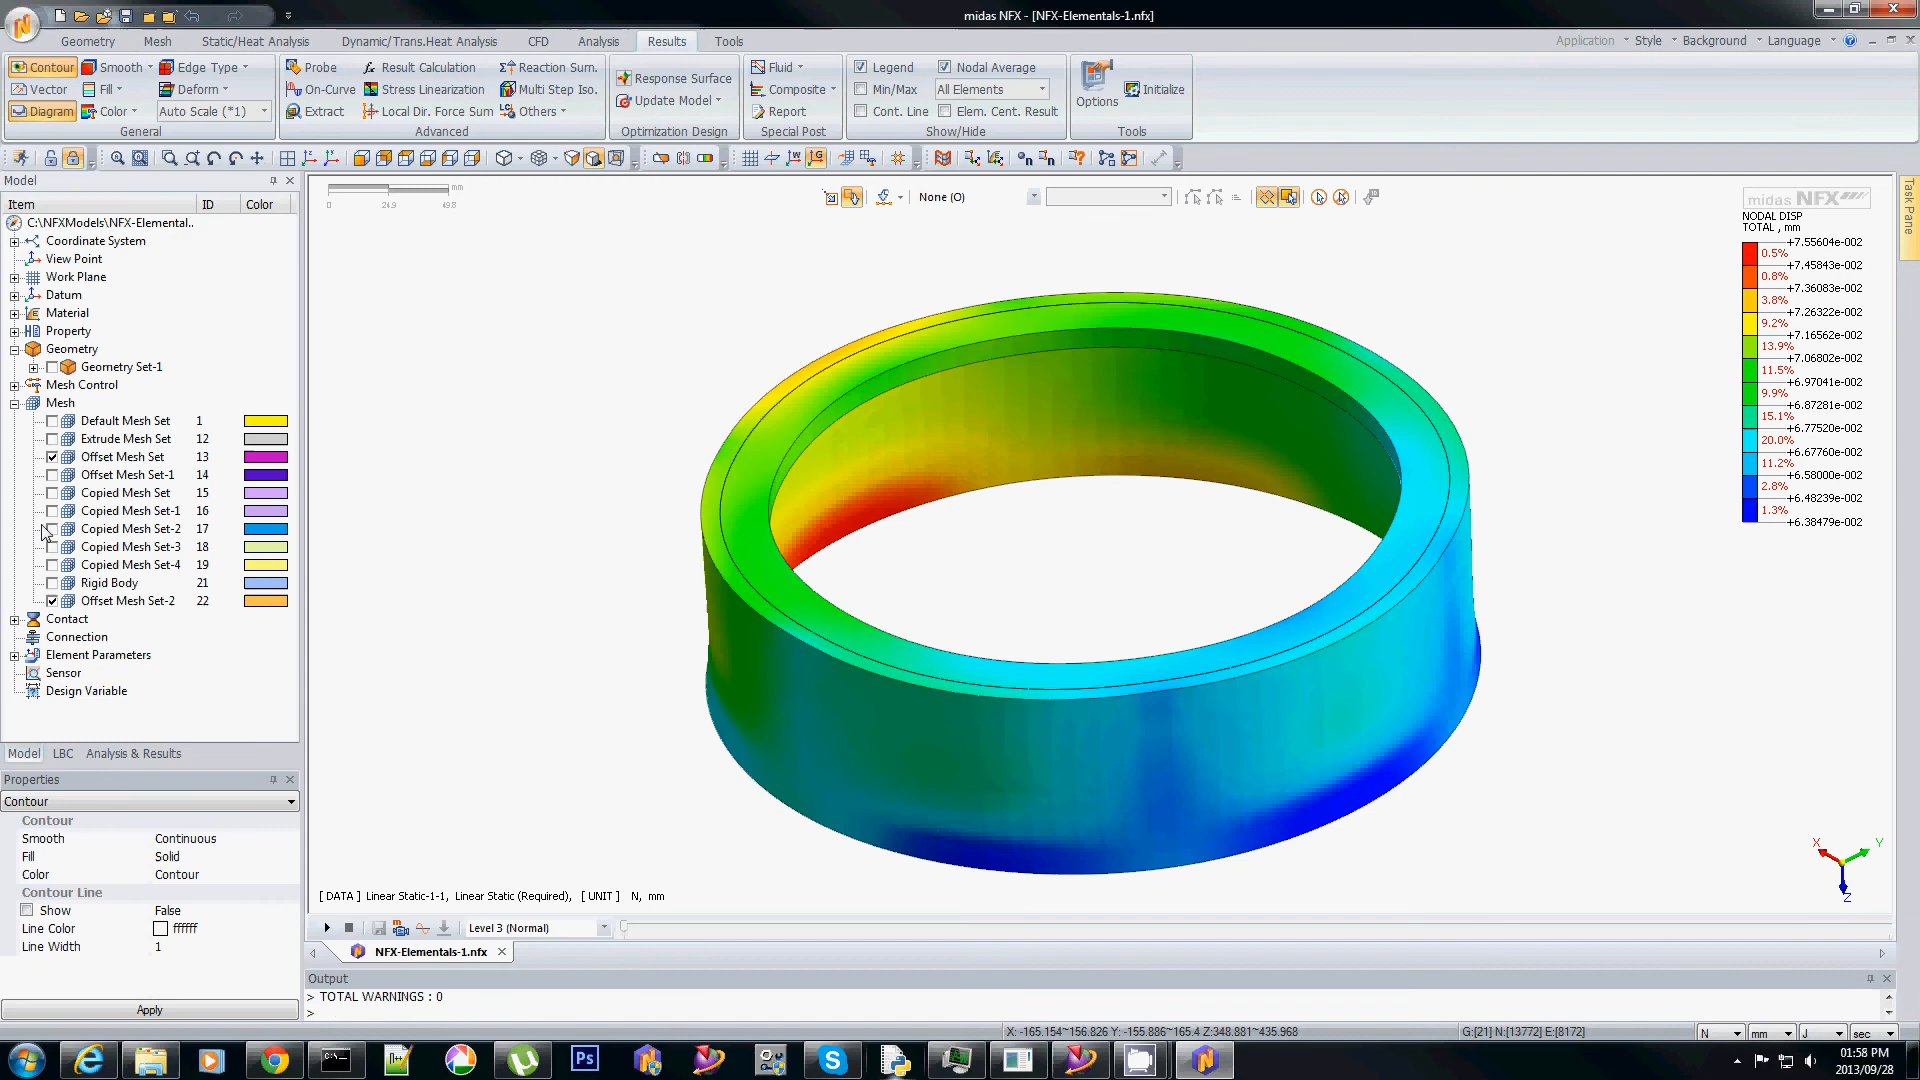 midas NFX - [NFX-Elementals-1.nfx]
Geometry Mesh Static/Heat Analysis Dynamic/Trans.Heat Analysis CFD Analysis Results Tools
Application Style Background Language
Contour Smooth Edge Type Probe Result Calculation Reaction Sum. Response Surface Fluid Legend Nodal Average
Vector Fill Deform On-Curve Stress Linearization Multi Step Iso. Update Model Composite Min/Max All Elements Options Initialize
Diagram Color Auto Scale (*1) Extract Local Dir. Force Sum Others Report Cont. Line Elem. Cent. Result
General Advanced Optimization Design Special Post Show/Hide Tools
Model
Item ID Color
C:\NFXModels\NFX-Elemental..
Coordinate System
View Point
Work Plane
Datum
Material
Property
Geometry
Geometry Set-1
Mesh Control
Mesh
Default Mesh Set 1
Extrude Mesh Set 12
Offset Mesh Set 13
Offset Mesh Set-1 14
Copied Mesh Set 15
Copied Mesh Set-1 16
Copied Mesh Set-2 17
Copied Mesh Set-3 18
Copied Mesh Set-4 19
Rigid Body 21
Offset Mesh Set-2 22
Contact
Connection
Element Parameters
Sensor
Design Variable
Model LBC Analysis & Results
Properties
Contour
Contour
Smooth Continuous
Fill Solid
Color Contour
Contour Line
Show False
Line Color ffffff
Line Width 1
Apply
mm
0 24.9 49.8
None (O)
Task Pane
midas NFX
NODAL DISP
TOTAL , mm
+7.55604e-002
0.5%
+7.45843e-002
0.8%
+7.36083e-002
3.8%
+7.26322e-002
9.2%
+7.16562e-002
13.9%
+7.06802e-002
11.5%
+6.97041e-002
9.9%
+6.87281e-002
15.1%
+6.77520e-002
20.0%
+6.67760e-002
11.2%
+6.58000e-002
2.8%
+6.48239e-002
1.3%
+6.38479e-002
X Y
Z
[ DATA ] Linear Static-1-1, Linear Static (Required), [ UNIT ] N, mm
Level 3 (Normal)
NFX-Elementals-1.nfx
Output
> TOTAL WARNINGS : 0
>
X: -165.154~156.826 Y: -155.886~165.4 Z:348.881~435.968 G:[21] N:[13772] E:[8172] N mm J sec
01:58 PM
2013/09/28